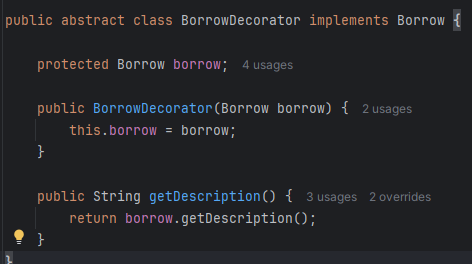 public abstract class BorrowDecorator implements Borrow {
protected Borrow borrow; 4 usages
public BorrowDecorator(Borrow borrow) { 2 usages
this.borrow = borrow;
}
public String getDescription() { 3 usages 2 overrides
return borrow.getDescription();
}
}